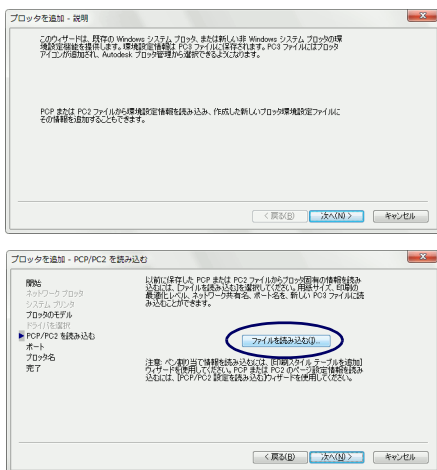 プロッタを追加 - 説明
このウィザードは、既存の Windows システム プロッタ、または新しい非 Windows システム プロッタの環
境設定機能を提供します。環境設定情報は PC3 ファイルに保存されます。PC3 ファイルにはプロッタ
アイコンが追加され、Autodesk プロッタ管理から選択できるようになります。
PCP または PC2 ファイルから環境設定情報を読み込み、作成した新しいプロッタ環境設定ファイルに
その情報を追加することもできます。
< 戻る(B) 次へ(N) > キャンセル
プロッタを追加 - PCP/PC2 を読み込む
開始
ネットワーク プロッタ
システム プリンタ
プロッタのモデル
ドライバを選択
PCP/PC2 を読み込む
ポート
プロッタ名
完了
以前に保存した PCP または PC2 ファイルからプロッタ固有の情報を読み
込むには、[ファイルを読み込む]を選択してください。用紙サイズ、印刷の
最適化レベル、ネットワーク共有名、ポート名を、新しい PC3 ファイルに読
み込むことができます。
ファイルを読み込む(I)...
注意: ペン割り当て情報を読み込むには、[印刷スタイル テーブルを追加]
ウィザードを使用してください。PCP または PC2 のページ設定情報を読み
込むには、[PCP/PC2 設定を読み込む]ウィザードを使用してください。
< 戻る(B) 次へ(N) > キャンセル